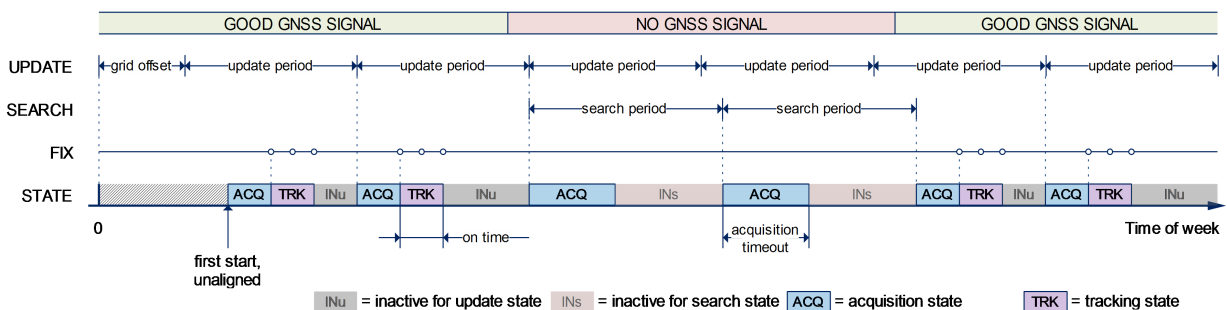 GOOD GNSS SIGNAL NO GNSS SIGNAL GOOD GNSS SIGNAL
UPDATE grid offset update period update period update period update period update period update period
SEARCH search period search period
FIX
STATE ACQ TRK INu ACQ TRK INu ACQ INs ACQ INs ACQ TRK INu ACQ TRK INu
0 Time of week
on time
acquisition
timeout
first start,
unaligned
INu = inactive for update state INs = inactive for search state ACQ = acquisition state TRK = tracking state